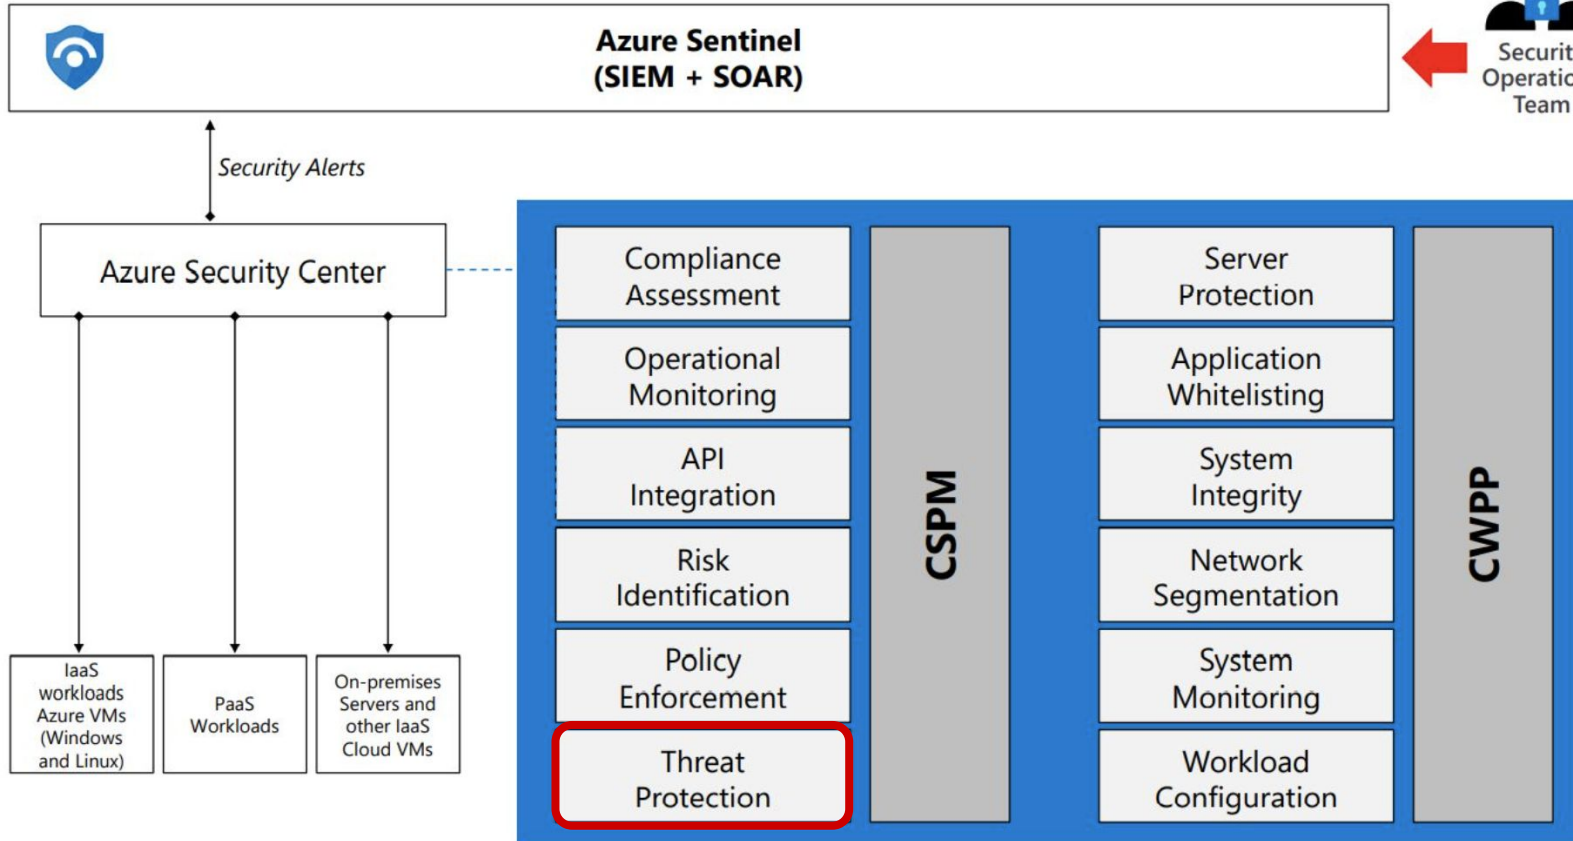 Azure Sentinel
(SIEM + SOAR)
Operation
Team
Security Alerts
Azure Security Center
IaaS
workloads
Azure VMs
(Windows
and Linux)
PaaS
Workloads
On-premises
Servers and
other IaaS
Cloud VMs
Compliance
Assessment
Operational
Monitoring
API
Integration
Risk
Identification
Policy
Enforcement
Threat
Protection
CSPM
Server
Protection
Application
Whitelisting
System
Integrity
Network
Segmentation
System
Monitoring
Workload
Configuration
CWPP